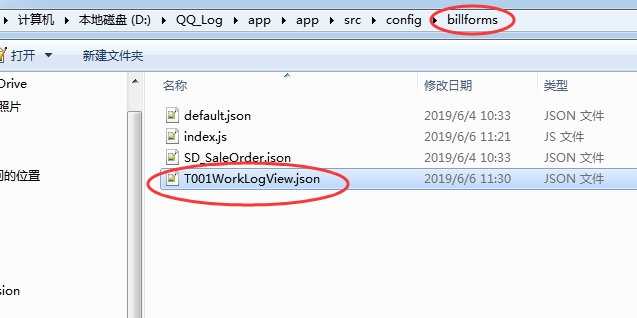 计算机 本地磁盘 (D:) QQ_Log app app src config billforms
打开 新建文件夹
Drive
照片
的位置
sion
名称 修改日期 类型
default.json 2019/6/4 10:33 JSON 文件
index.js 2019/6/6 11:21 JS 文件
SD_SaleOrder.json 2019/6/4 10:33 JSON 文件
T001WorkLogView.json 2019/6/6 11:30 JSON 文件